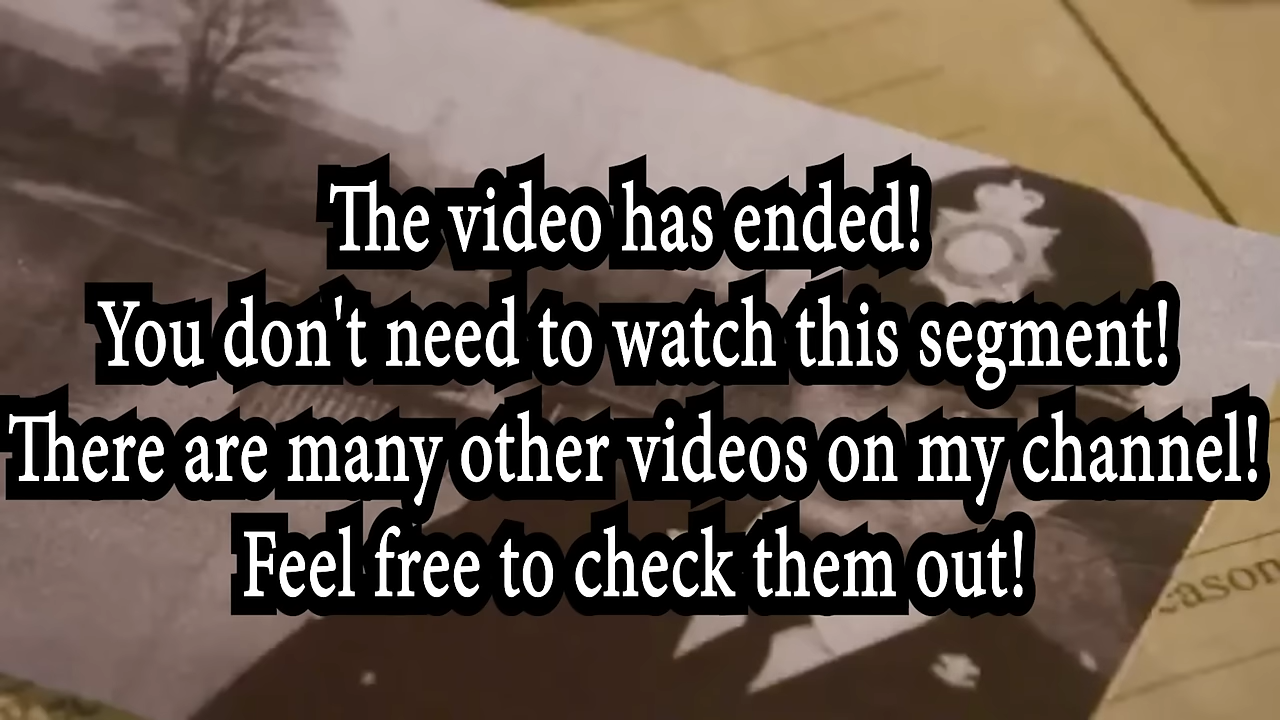 The video has ended!
You don't need to watch this segment!
There are many other videos on my channel!
Feel free to check them out!